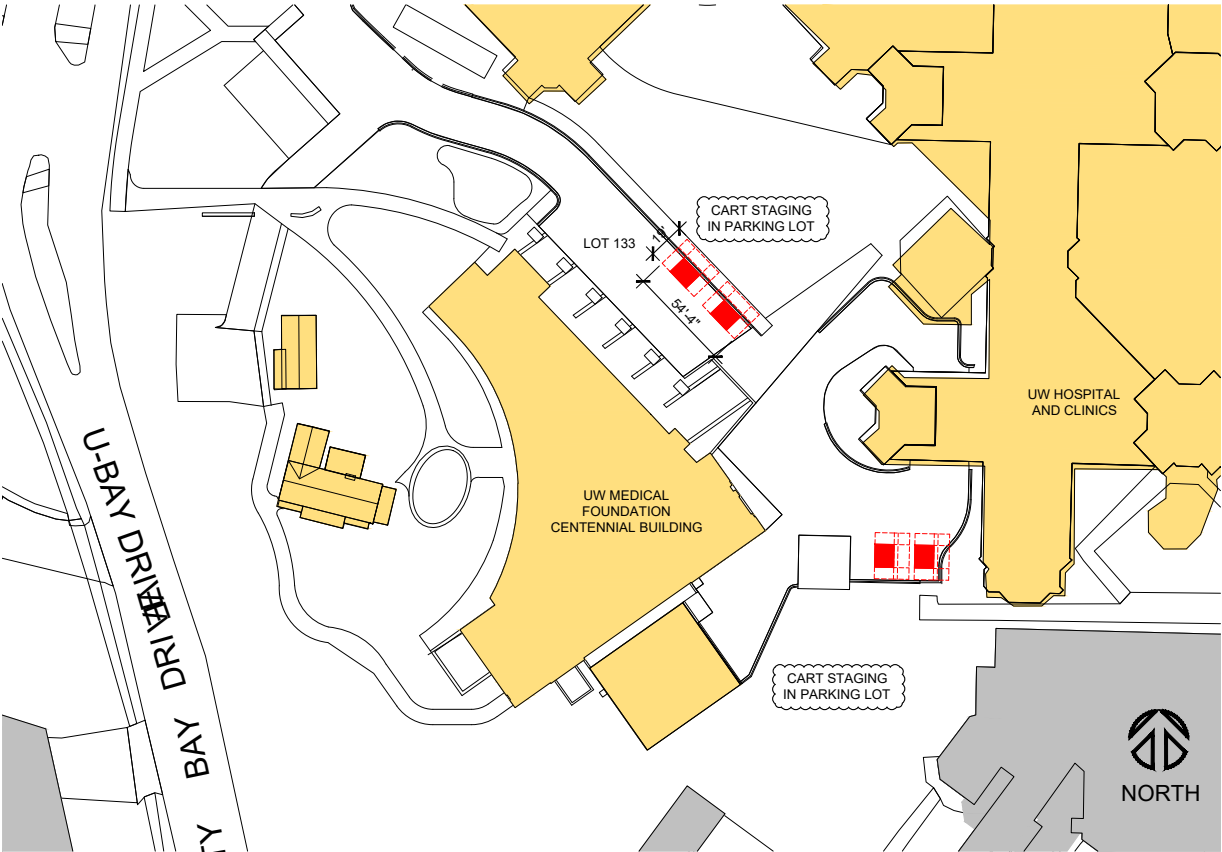 CART STAGING
IN PARKING LOT
LOT 133
54'-4"
UW HOSPITAL
AND CLINICS
UW MEDICAL
FOUNDATION
CENTENNIAL BUILDING
U-BAY DRIVE
BAY DRIVE
TY
CART STAGING
IN PARKING LOT
NORTH